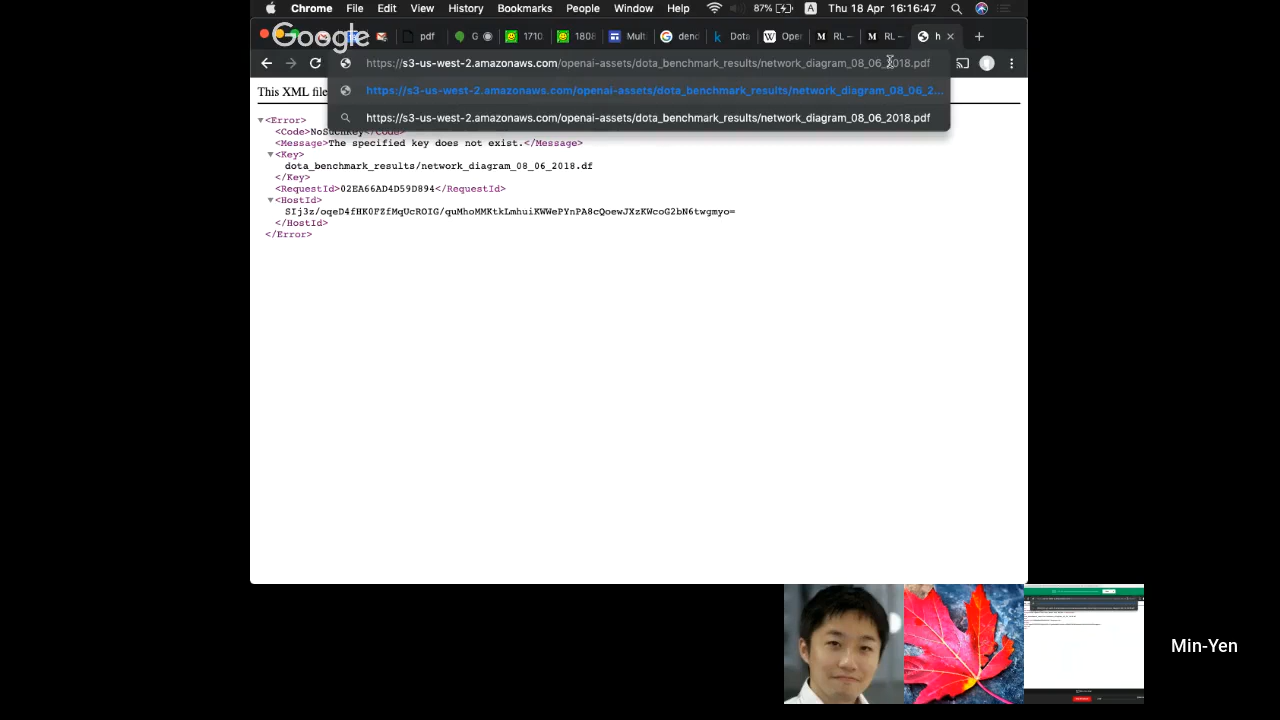 Chrome File Edit View History Bookmarks People Window Help 87% A Thu 18 Apr 16:16:47
Google
pdf G 1710. 1808 Multi dend Dota Oper RL – RL – h
https://s3-us-west-2.amazonaws.com/openai-assets/dota_benchmark_results/network_diagram_08_06_2018.pdf
https://s3-us-west-2.amazonaws.com/openai-assets/dota_benchmark_results/network_diagram_08_06_2...
This XML file
https://s3-us-west-2.amazonaws.com/openai-assets/dota_benchmark_results/network_diagram_08_06_2018.pdf
<Error>
<Code>NoSuchKey</Code>
<Message>The specified key does not exist.</Message>
<Key>
dota_benchmark_results/network_diagram_08_06_2018.df
</Key>
<RequestId>02EA66AD4D59D894</RequestId>
<HostId>
SIj3z/oqeD4fHK0FZfMqUcROIG/quMhoMMKtkLmhuiKWWePYnPA8cQoewJXzKWcoG2bN6twgmyo=
</HostId>
</Error>
Min-Yen